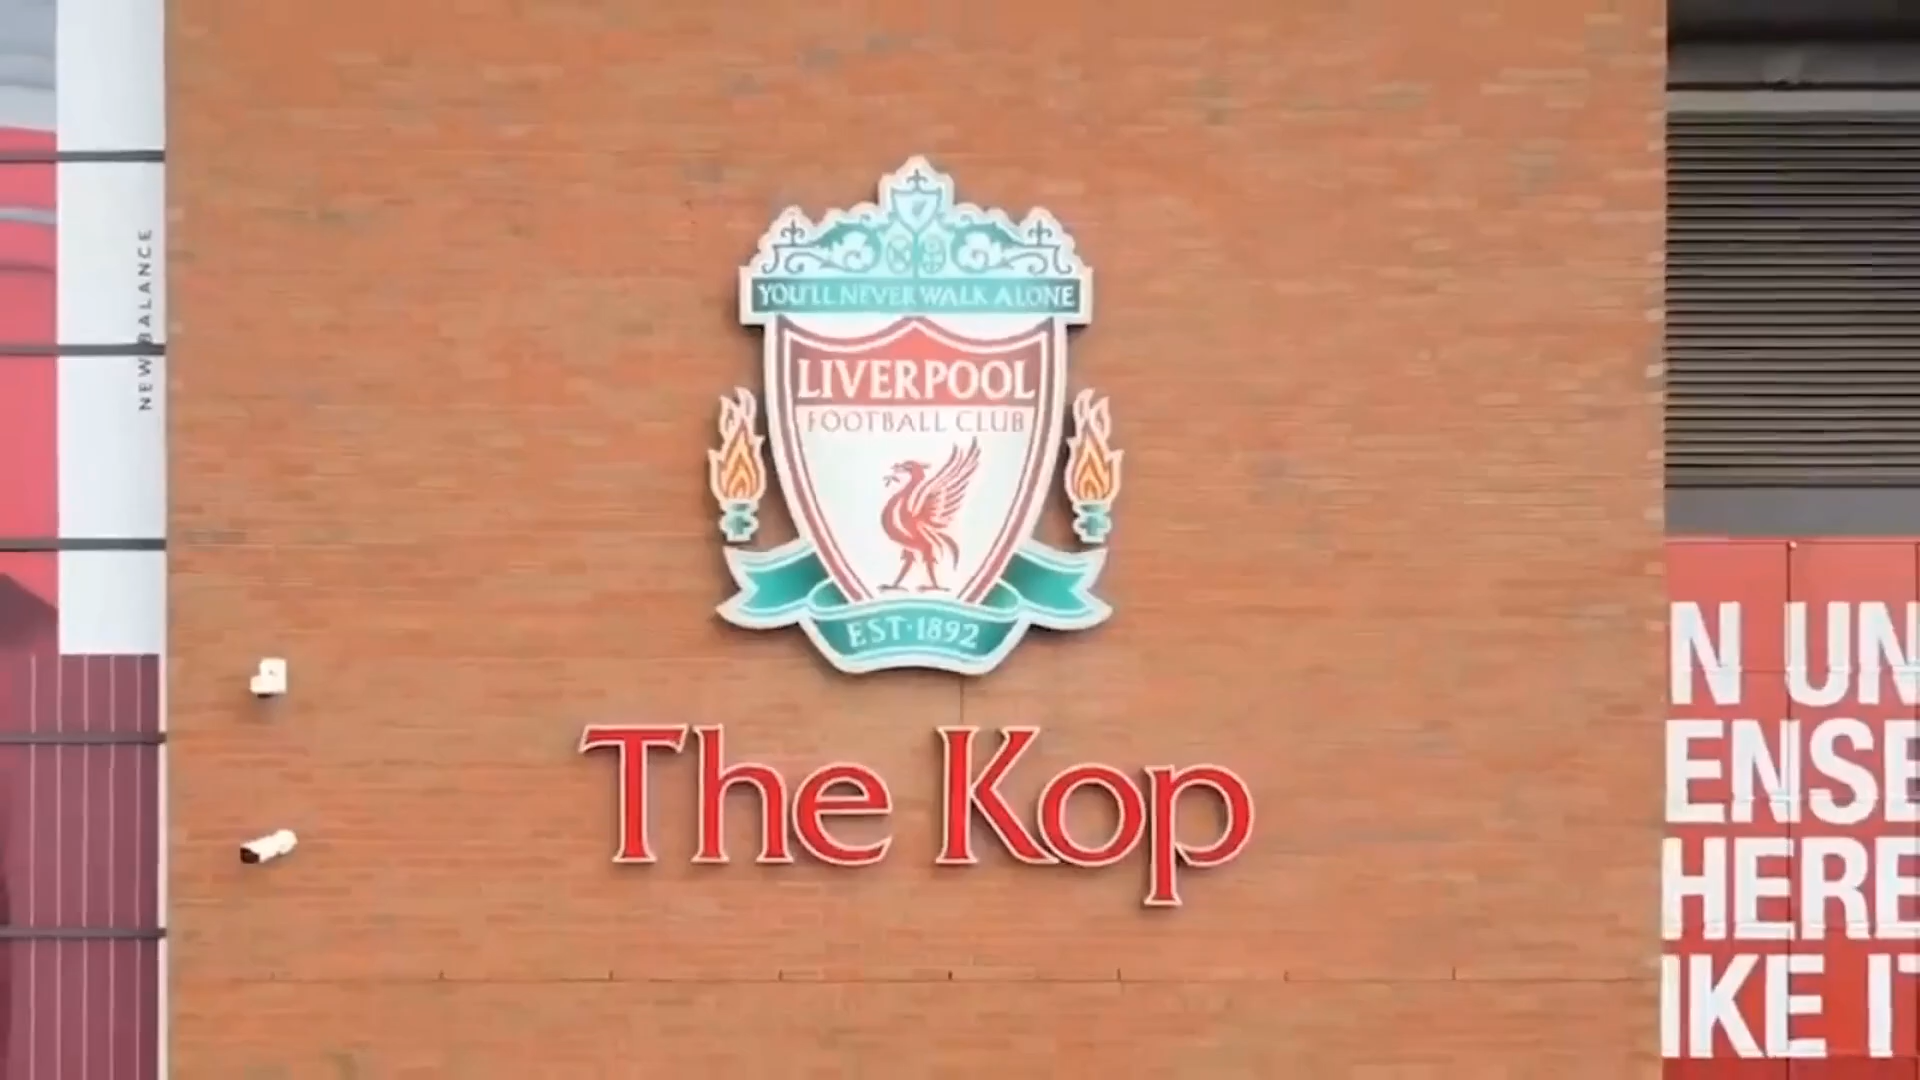 NEW BALANCE
YOU'LL NEVER WALK ALONE
LIVERPOOL
FOOTBALL CLUB
EST·1892
The Kop
N UN
ENSE
HERE
IKE IT